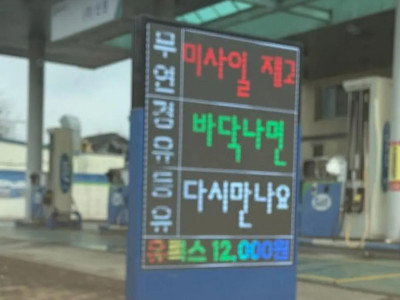 무연 미사일 재고
경유 바닥나면
등유 다시만나요
유록스 12,000원